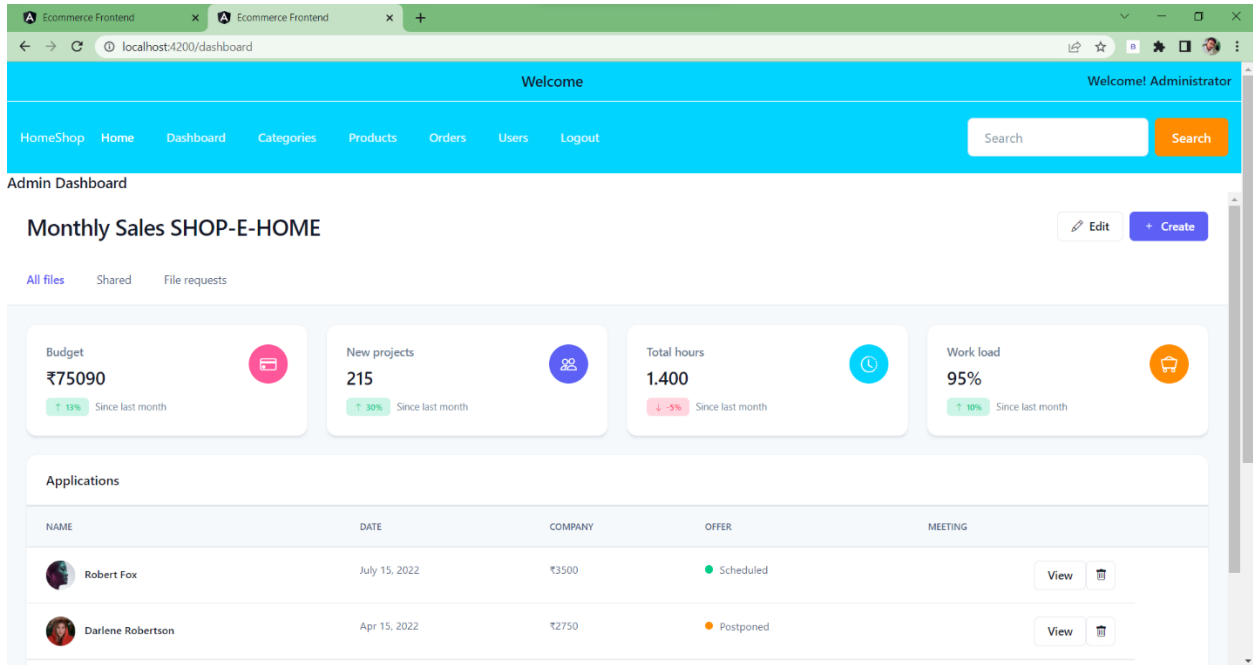 Ecommerce Frontend
Ecommerce Frontend
localhost:4200/dashboard
B
Welcome
Welcome! Administrator
HomeShop Home Dashboard Categories Products Orders Users Logout Search Search
Admin Dashboard
Monthly Sales SHOP-E-HOME
Edit
+ Create
All files Shared File requests
Budget
₹75090
↑ 13% Since last month
New projects
215
↑ 30% Since last month
Total hours
1.400
↓ -5% Since last month
Work load
95%
↑ 10% Since last month
Applications
NAME DATE COMPANY OFFER MEETING
Robert Fox July 15, 2022 ₹3500 Scheduled View
Darlene Robertson Apr 15, 2022 ₹2750 Postponed View